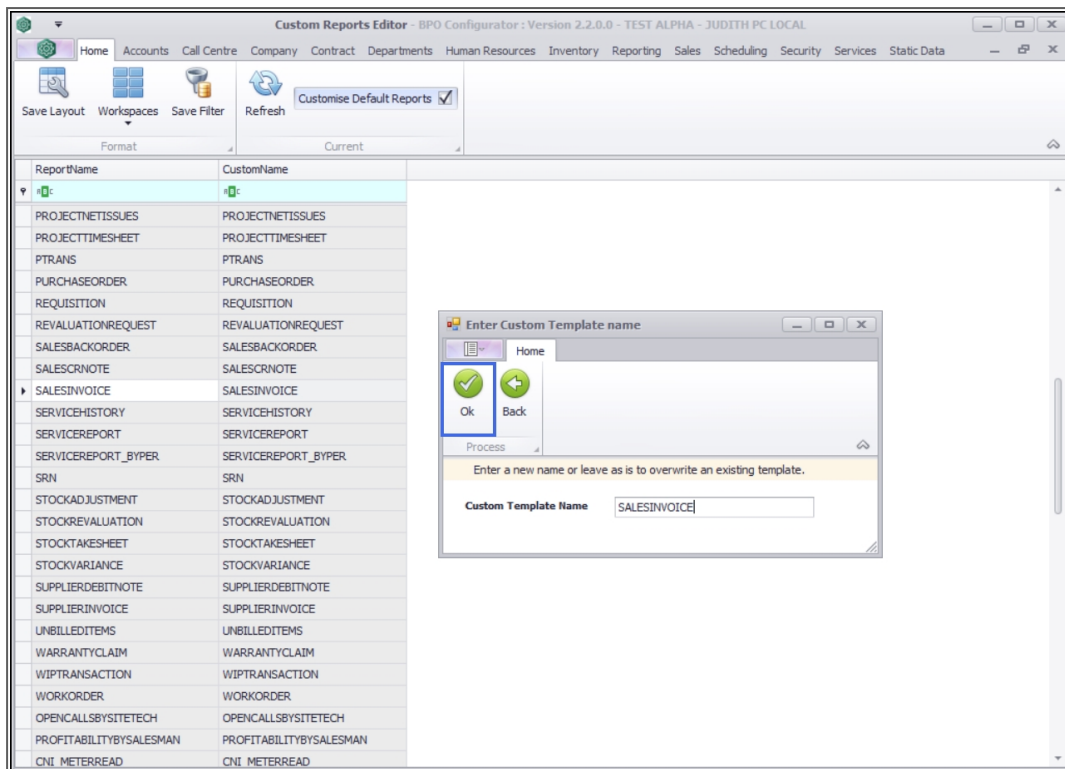 Custom Reports Editor - BPO Configurator : Version 2.2.0.0 - TEST ALPHA - JUDITH PC LOCAL
Home Accounts Call Centre Company Contract Departments Human Resources Inventory Reporting Sales Scheduling Security Services Static Data
Save Layout Workspaces Save Filter Refresh Customise Default Reports
Format Current
ReportName CustomName
PROJECTNETISSUES PROJECTNETISSUES
PROJECTTIMESHEET PROJECTTIMESHEET
PTRANS PTRANS
PURCHASEORDER PURCHASEORDER
REQUISITION REQUISITION
REVALUATIONREQUEST REVALUATIONREQUEST
SALESBACKORDER SALESBACKORDER
SALESCRNOTE SALESCRNOTE
SALESINVOICE SALESINVOICE
SERVICEHISTORY SERVICEHISTORY
SERVICEREPORT SERVICEREPORT
SERVICEREPORT_BYPER SERVICEREPORT_BYPER
SRN SRN
STOCKADJUSTMENT STOCKADJUSTMENT
STOCKREVALUATION STOCKREVALUATION
STOCKTAKESHEET STOCKTAKESHEET
STOCKVARIANCE STOCKVARIANCE
SUPPLIERDEBITNOTE SUPPLIERDEBITNOTE
SUPPLIERINVOICE SUPPLIERINVOICE
UNBILLEDITEMS UNBILLEDITEMS
WARRANTYCLAIM WARRANTYCLAIM
WIPTRANSACTION WIPTRANSACTION
WORKORDER WORKORDER
OPENCALLSBYSITETECH OPENCALLSBYSITETECH
PROFITABILITYBYSALESMAN PROFITABILITYBYSALESMAN
CNI_METERREAD CNI_METERREAD
Enter Custom Template name
Home
Ok Back
Process
Enter a new name or leave as is to overwrite an existing template.
Custom Template Name SALESINVOICE